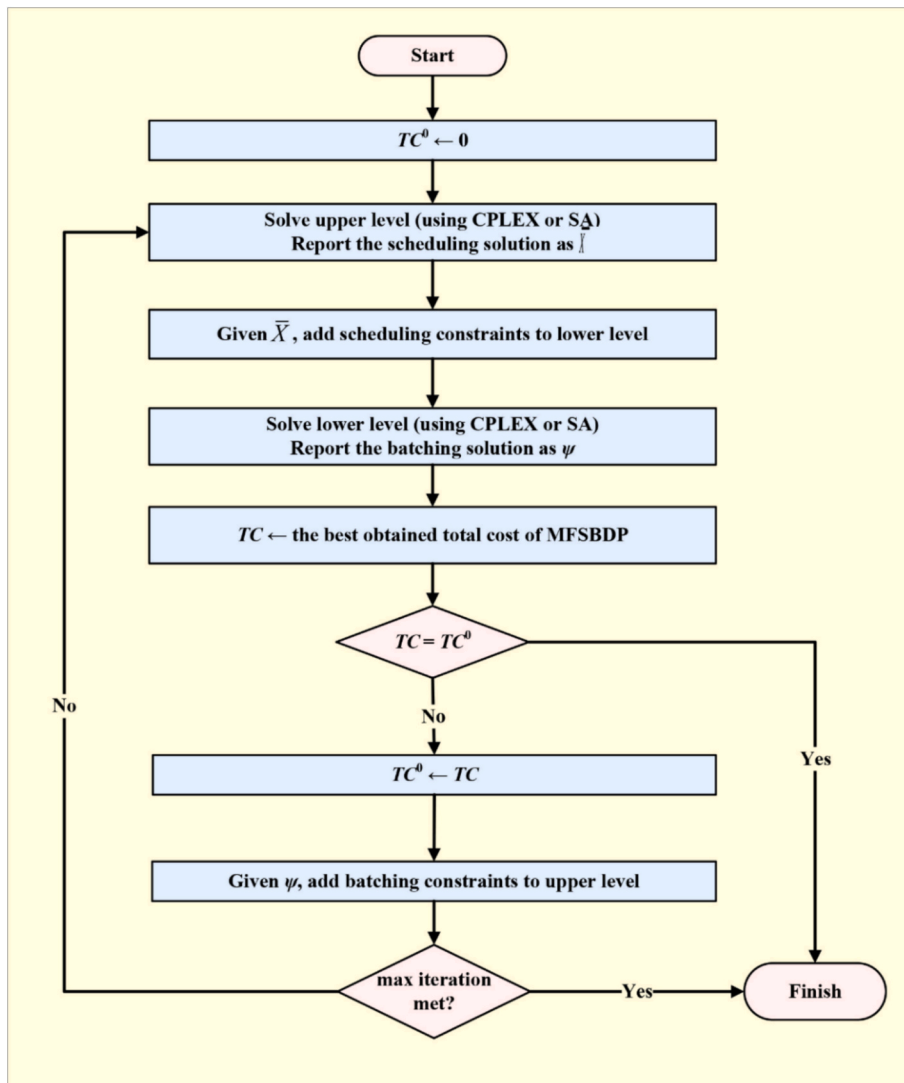 Start
TC⁰ ← 0
Solve upper level (using CPLEX or SA)
Report the scheduling solution as
Given X̅ , add scheduling constraints to lower level
Solve lower level (using CPLEX or SA)
Report the batching solution as ψ
TC ← the best obtained total cost of MFSBDP
TC = TC⁰
No
No
Yes
TC⁰ ← TC
Given ψ, add batching constraints to upper level
max iteration
met?
Yes
Finish